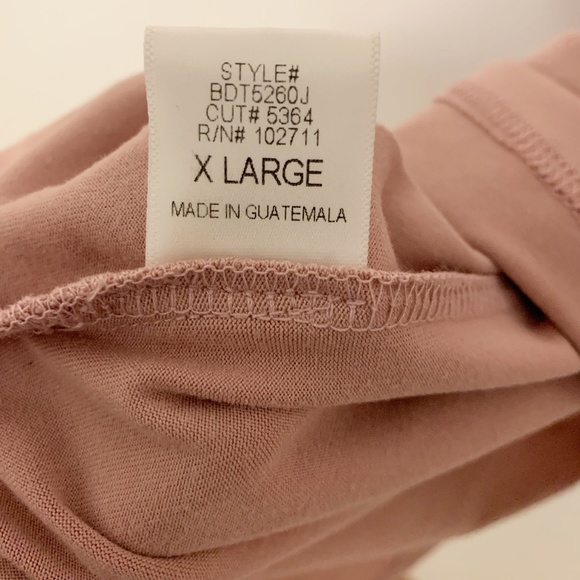 STYLE#
BDT5260J
CUT# 5364
R/N# 102711
X LARGE
MADE IN GUATEMALA